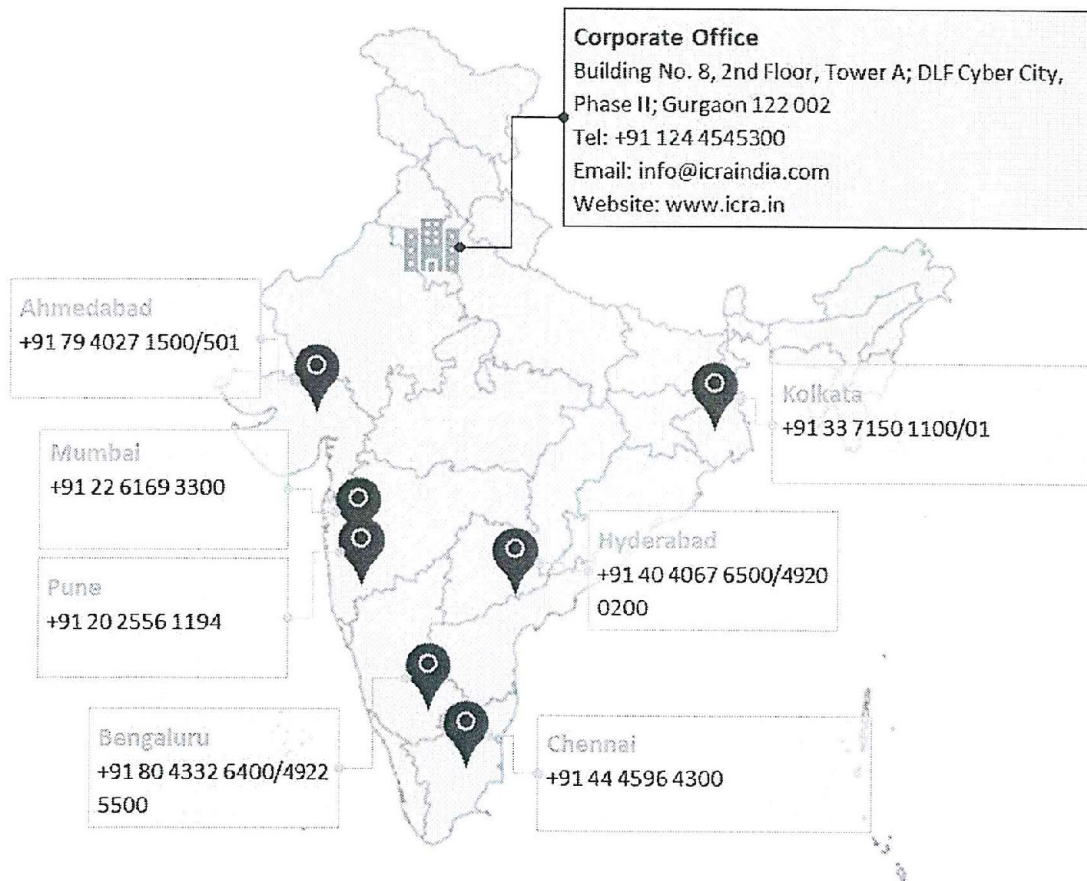 Corporate Office
Building No. 8, 2nd Floor, Tower A; DLF Cyber City,
Phase II; Gurgaon 122 002
Tel: +91 124 4545300
Email: info@icraindia.com
Website: www.icra.in
Ahmedabad
+91 79 4027 1500/501
Kolkata
+91 33 7150 1100/01
Mumbai
+91 22 6169 3300
Hyderabad
+91 40 4067 6500/4920
0200
Pune
+91 20 2556 1194
Bengaluru
+91 80 4332 6400/4922
5500
Chennai
+91 44 4596 4300